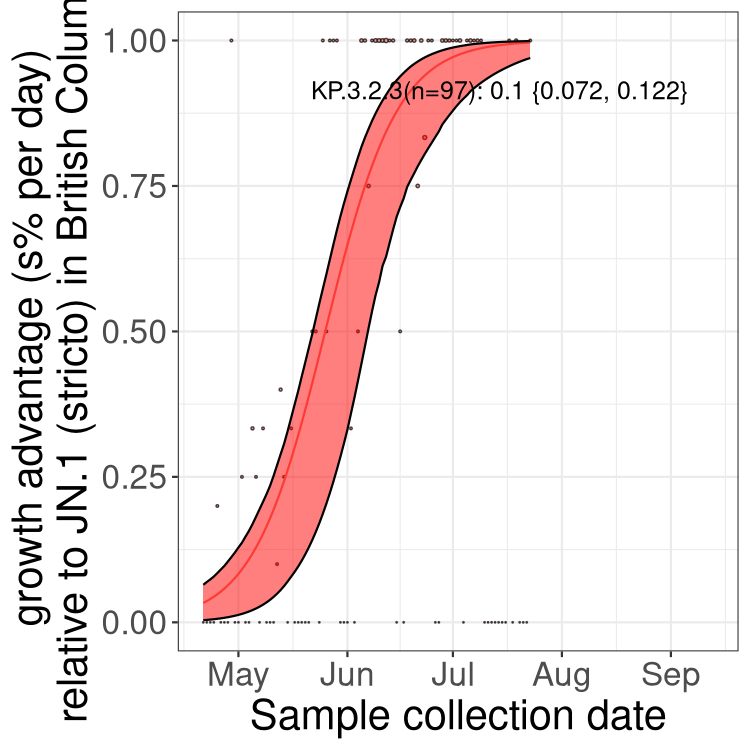 growth advantage (s% per day)
relative to JN.1 (stricto) in British Colum
1.00
0.75
0.50
0.25
0.00
KP.3.2.3(n=97): 0.1 {0.072, 0.122}
May Jun Jul Aug Sep
Sample collection date